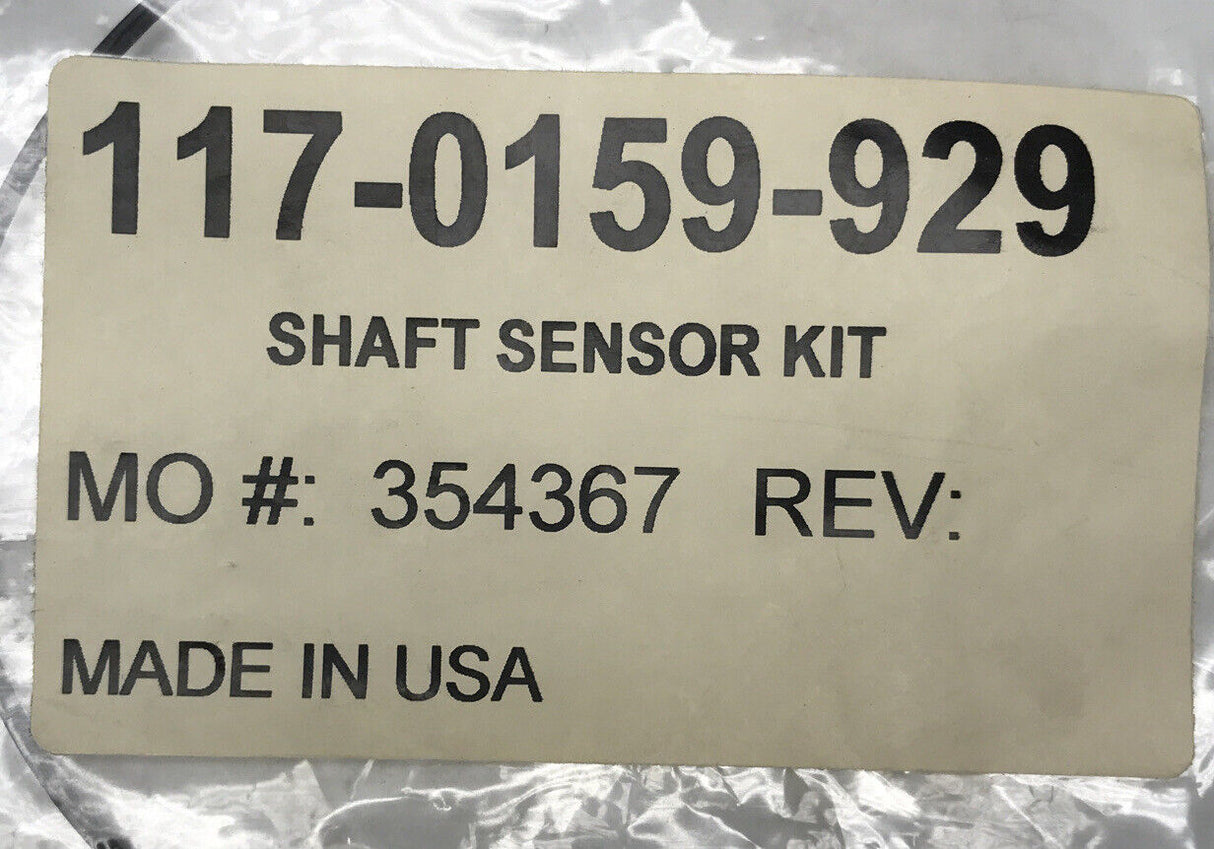 117-0159-929
SHAFT SENSOR KIT
MO #: 354367 REV:
MADE IN USA